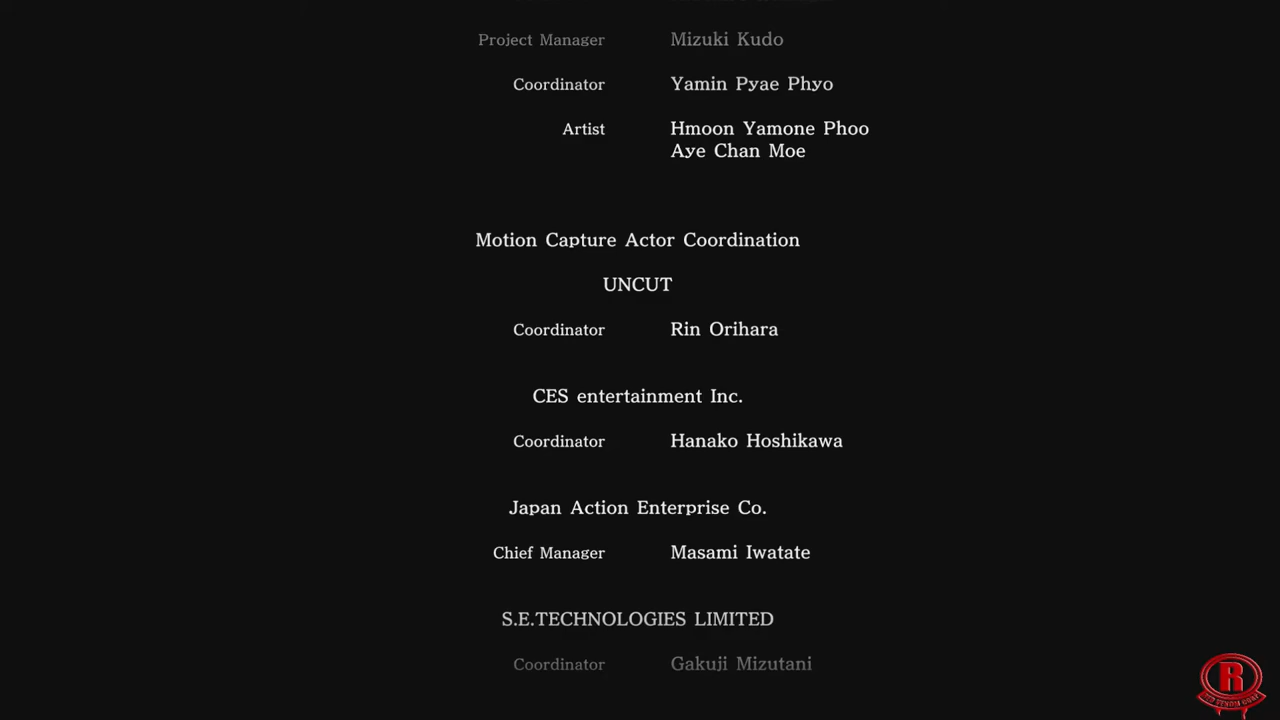 Project Manager Mizuki Kudo
Coordinator Yamin Pyae Phyo
Artist Hmoon Yamone Phoo
Aye Chan Moe
Motion Capture Actor Coordination
UNCUT
Coordinator Rin Orihara
CES entertainment Inc.
Coordinator Hanako Hoshikawa
Japan Action Enterprise Co.
Chief Manager Masami Iwatate
S.E.TECHNOLOGIES LIMITED
Coordinator Gakuji Mizutani
R